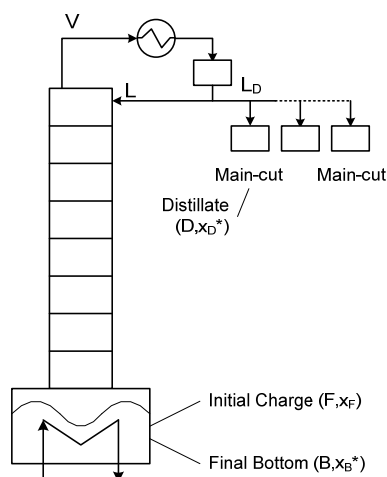 V
L
L_D
Main-cut Main-cut
Distillate
(D,x_D*)
Initial Charge (F,x_F)
Final Bottom (B,x_B*)